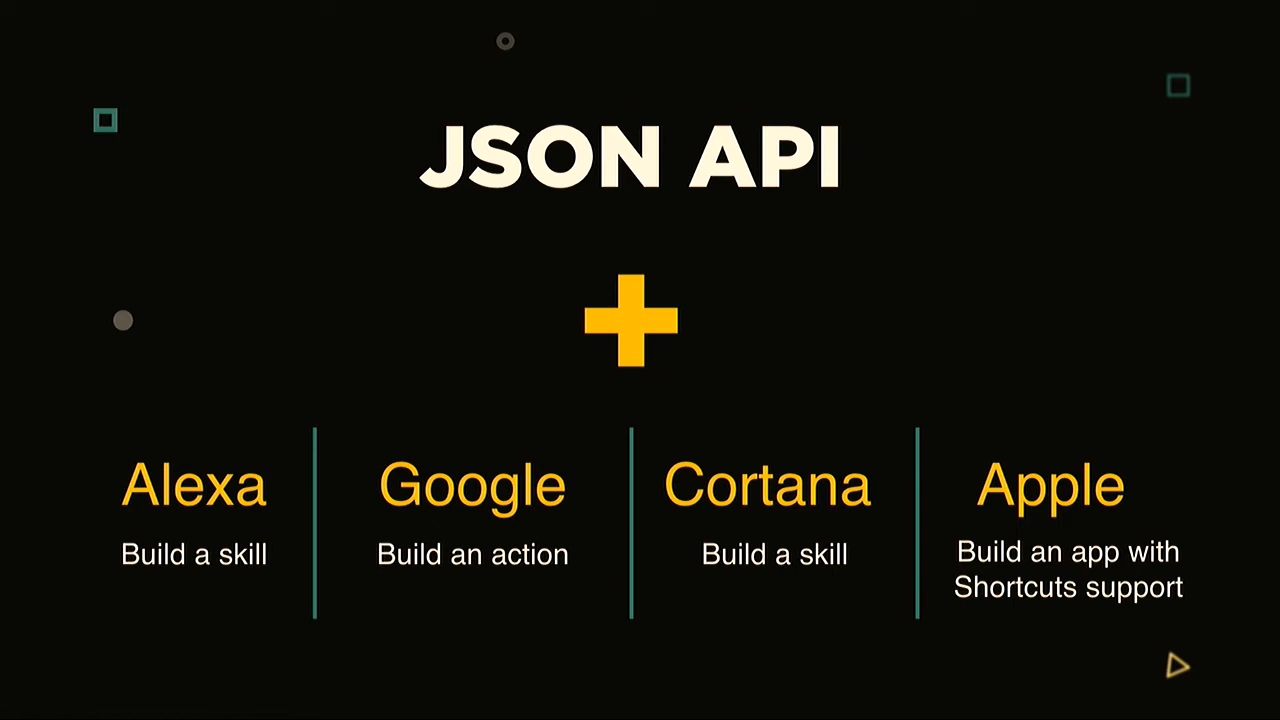 JSON API
Alexa
Build a skill
Google
Build an action
Cortana
Build a skill
Apple
Build an app with
Shortcuts support